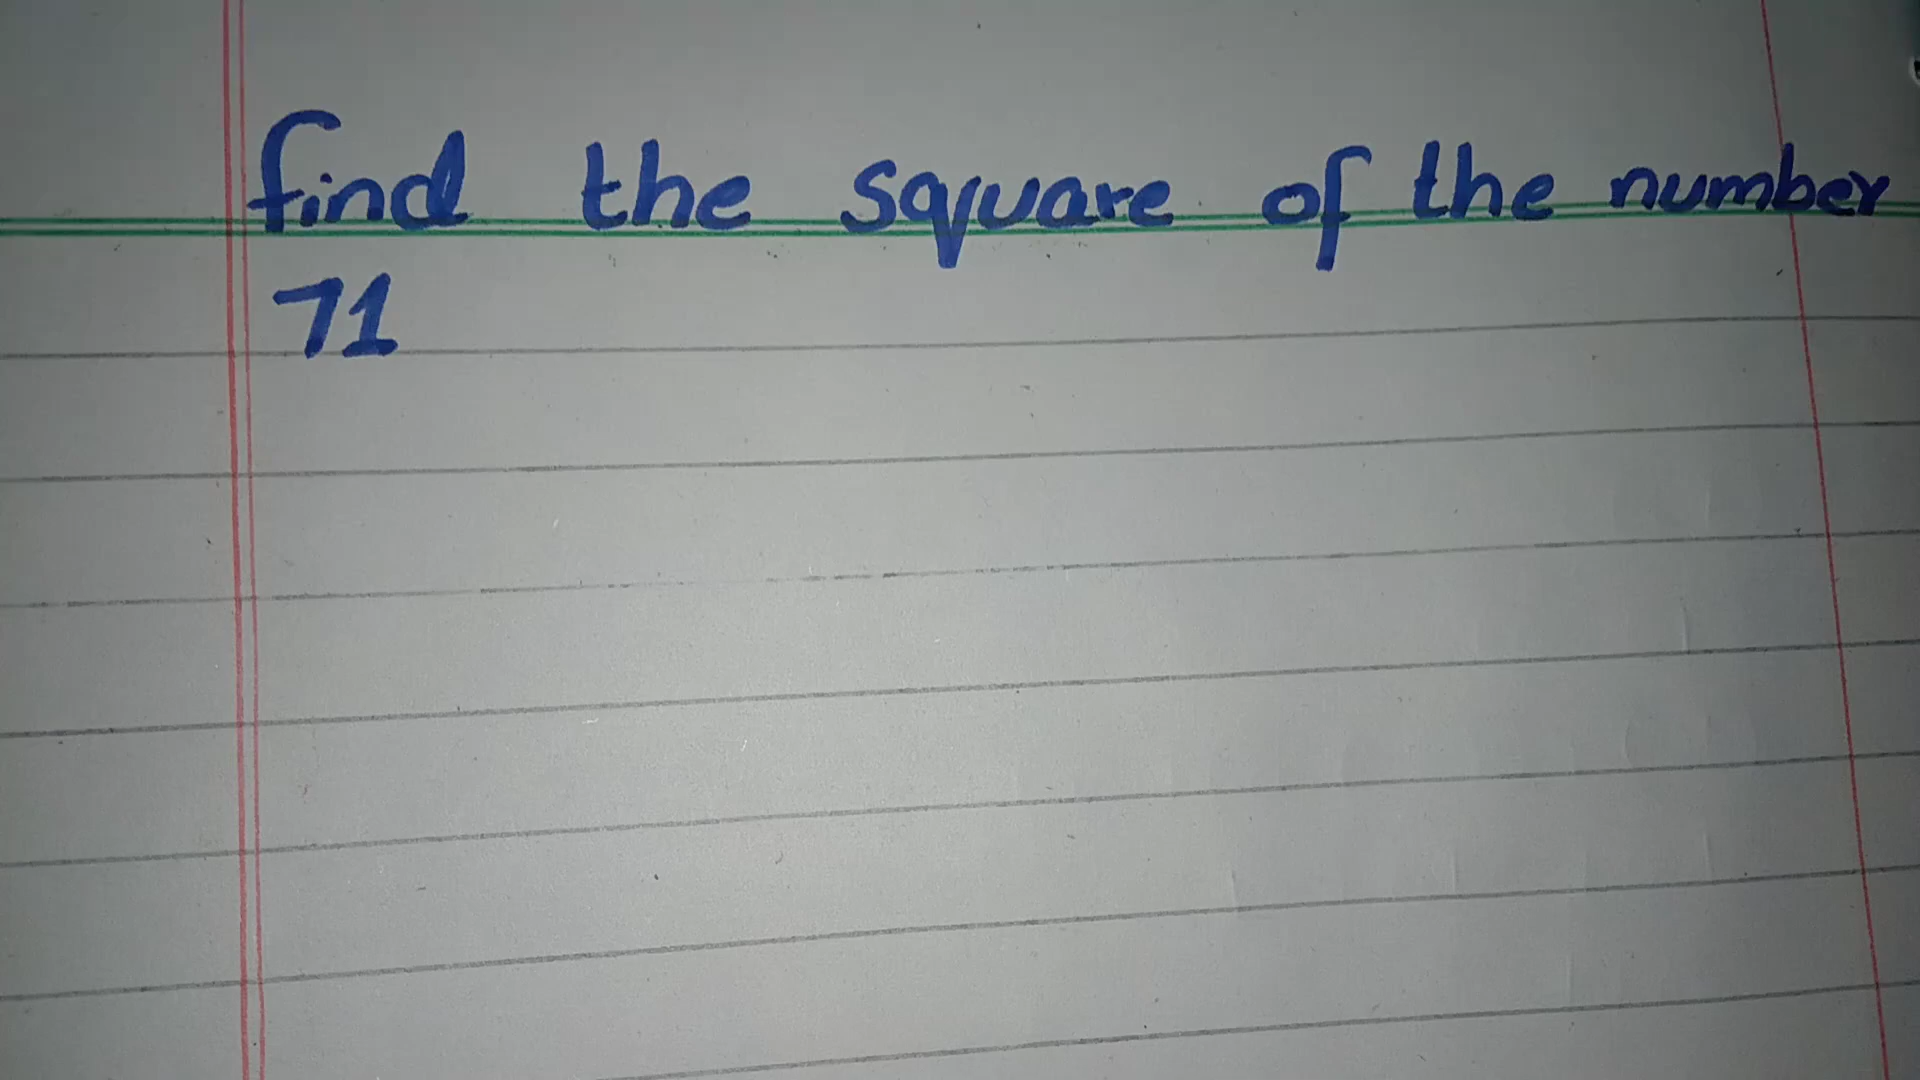 find the square of the number
71